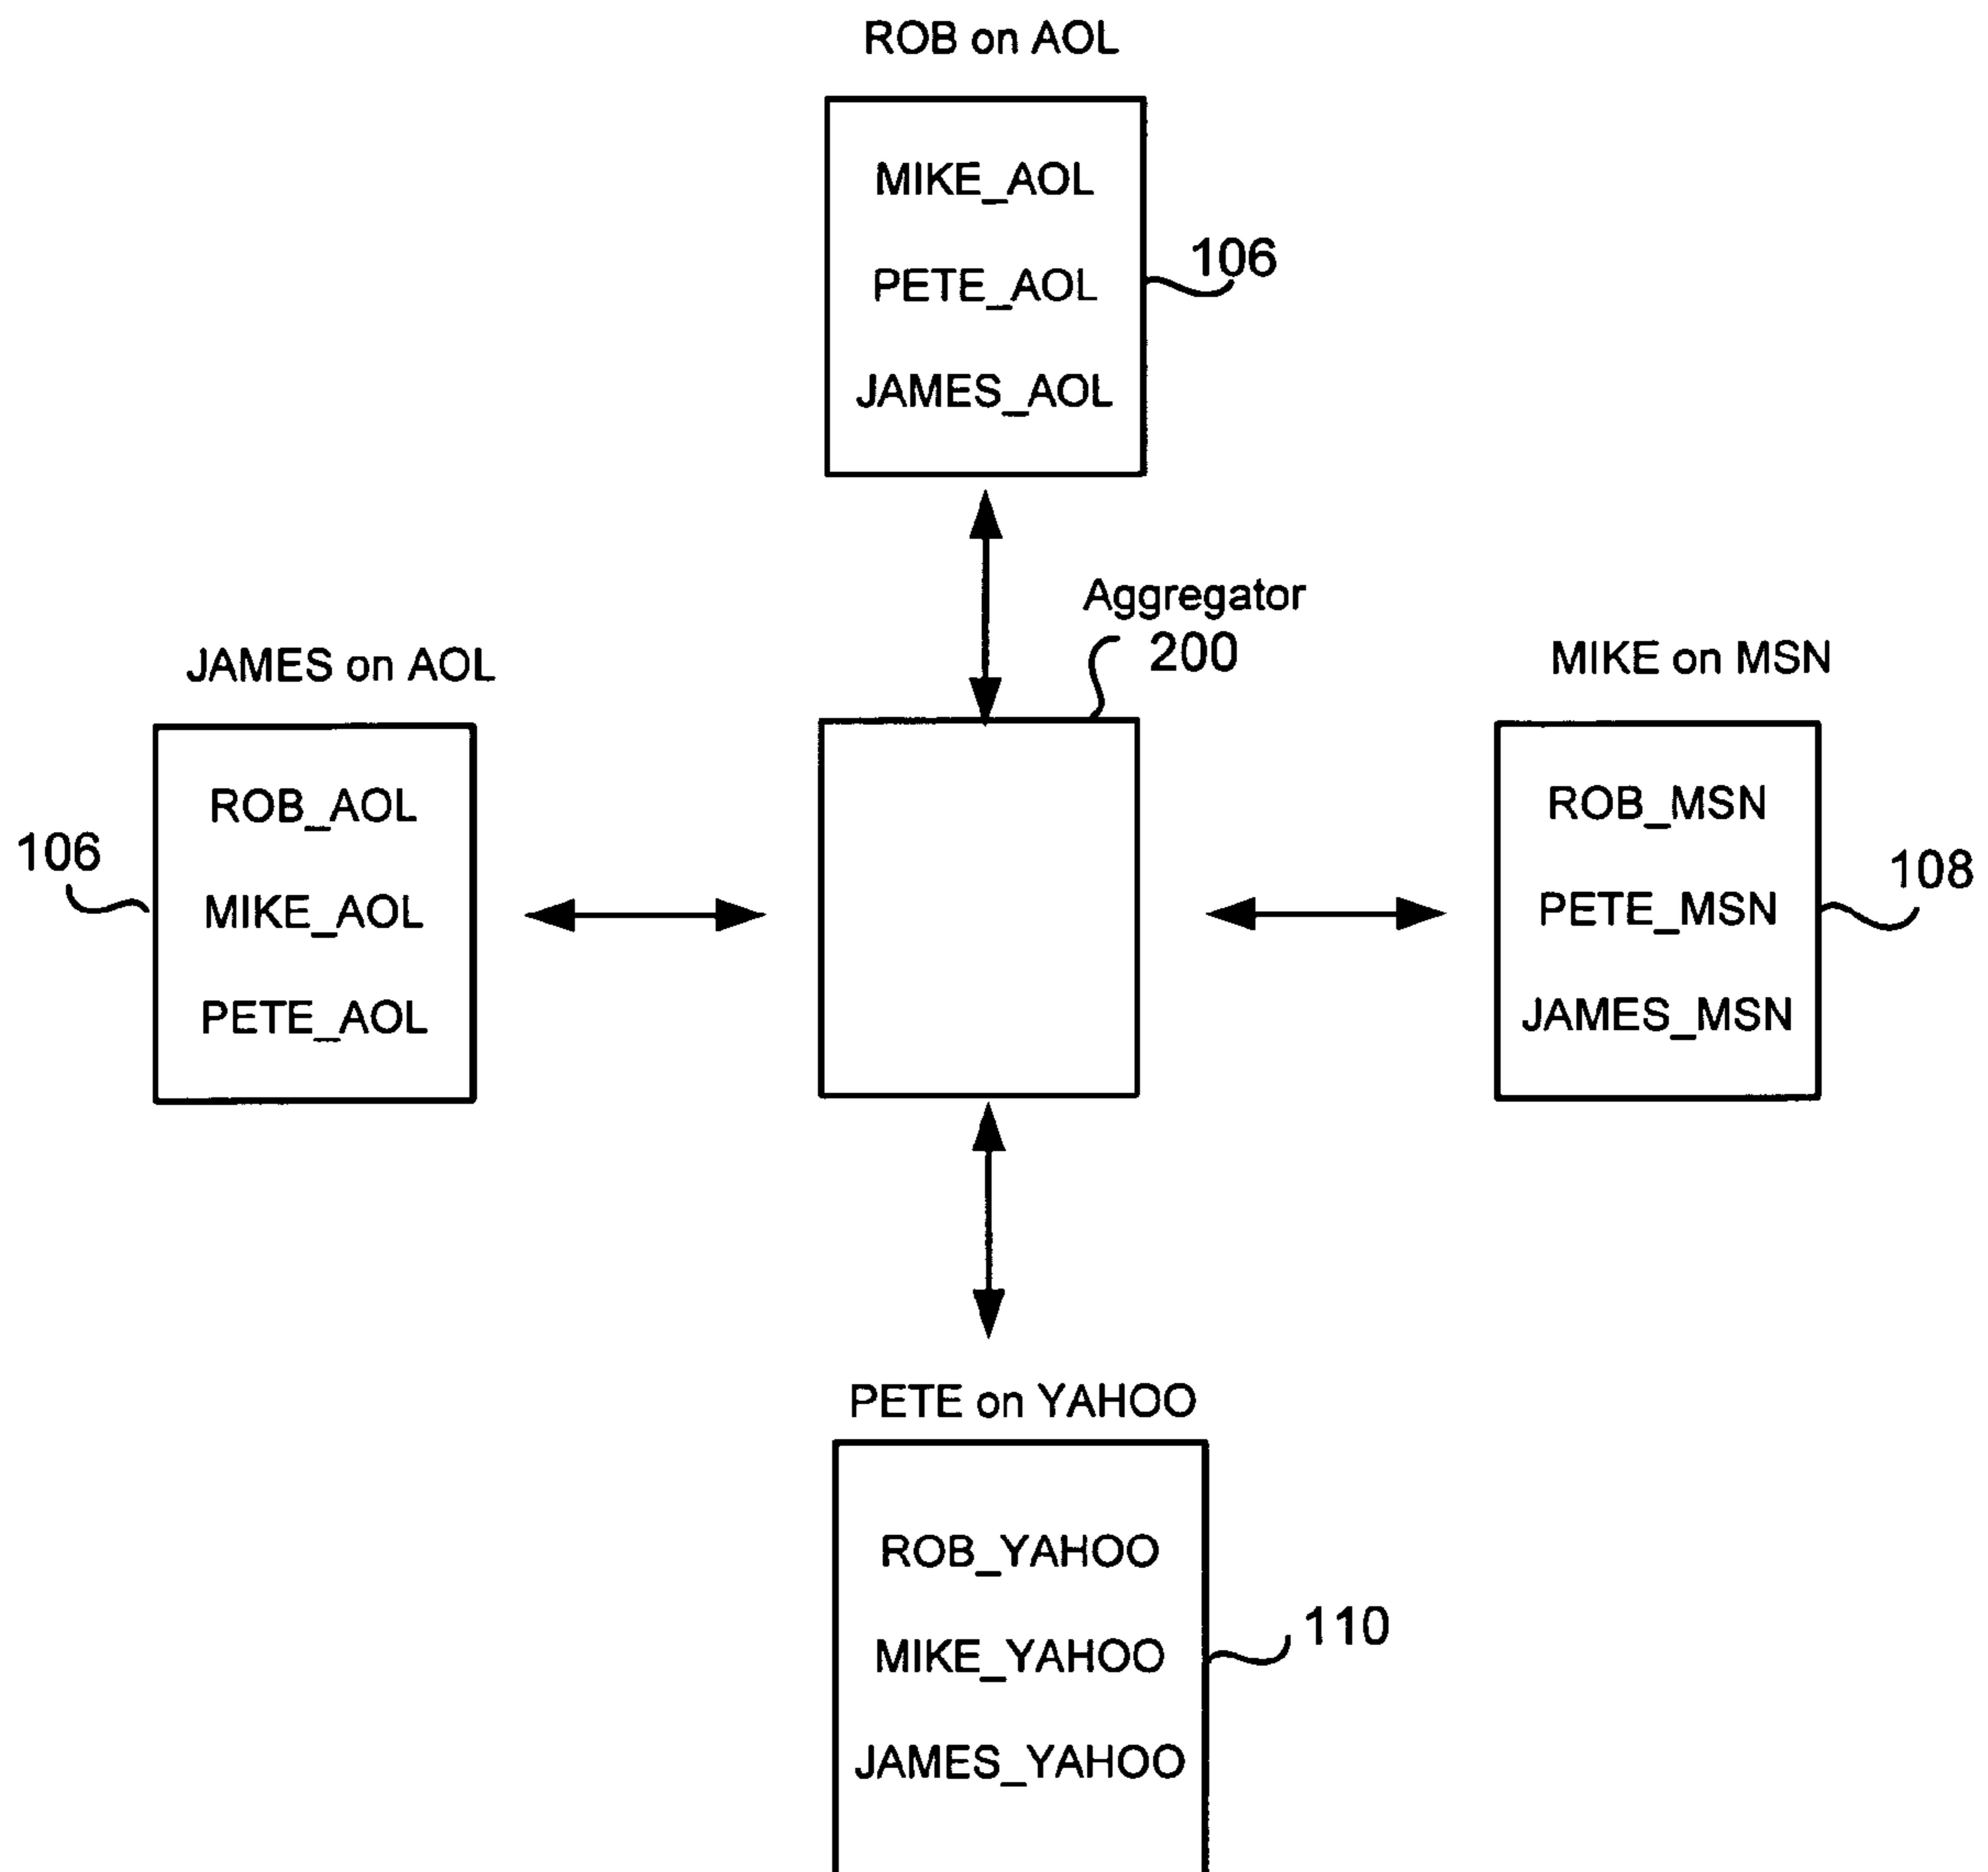 ROB on AOL
MIKE_AOL
PETE_AOL
JAMES_AOL
106
Aggregator
200
JAMES on AOL
ROB_AOL
MIKE_AOL
PETE_AOL
106
MIKE on MSN
ROB_MSN
PETE_MSN
JAMES_MSN
108
PETE on YAHOO
ROB_YAHOO
MIKE_YAHOO
JAMES_YAHOO
110